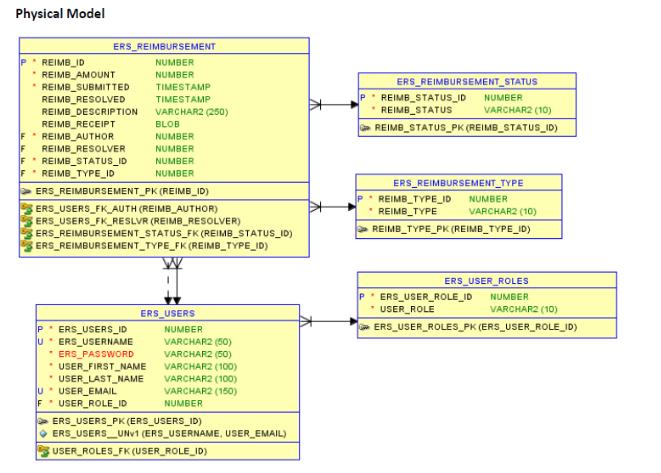 Physical Model
ERS_REIMBURSEMENT
P * REIMB_ID NUMBER
* REIMB_AMOUNT NUMBER
* REIMB_SUBMITTED TIMESTAMP
REIMB_RESOLVED TIMESTAMP
REIMB_DESCRIPTION VARCHAR2 (250)
REIMB_RECEIPT BLOB
F * REIMB_AUTHOR NUMBER
F REIMB_RESOLVER NUMBER
F * REIMB_STATUS_ID NUMBER
F * REIMB_TYPE_ID NUMBER
ERS_REIMBURSEMENT_PK (REIMB_ID)
ERS_USERS_FK_AUTH (REIMB_AUTHOR)
ERS_USERS_FK_RESLVR (REIMB_RESOLVER)
ERS_REIMBURSEMENT_STATUS_FK (REIMB_STATUS_ID)
ERS_REIMBURSEMENT_TYPE_FK (REIMB_TYPE_ID)
ERS_REIMBURSEMENT_STATUS
P * REIMB_STATUS_ID NUMBER
* REIMB_STATUS VARCHAR2 (10)
REIMB_STATUS_PK (REIMB_STATUS_ID)
ERS_REIMBURSEMENT_TYPE
P * REIMB_TYPE_ID NUMBER
* REIMB_TYPE VARCHAR2 (10)
REIMB_TYPE_PK (REIMB_TYPE_ID)
ERS_USER_ROLES
P * ERS_USER_ROLE_ID NUMBER
* USER_ROLE VARCHAR2 (10)
ERS_USER_ROLES_PK (ERS_USER_ROLE_ID)
ERS_USERS
P * ERS_USERS_ID NUMBER
U * ERS_USERNAME VARCHAR2 (50)
* ERS_PASSWORD VARCHAR2 (50)
* USER_FIRST_NAME VARCHAR2 (100)
* USER_LAST_NAME VARCHAR2 (100)
U * USER_EMAIL VARCHAR2 (150)
F * USER_ROLE_ID NUMBER
ERS_USERS_PK (ERS_USERS_ID)
ERS_USERS__UNv1 (ERS_USERNAME, USER_EMAIL)
USER_ROLES_FK (USER_ROLE_ID)